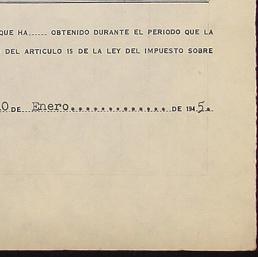 QUE HA..... OBTENIDO DURANTE EL PERIODO QUE LA
DEL ARTICULO 15 DE LA LEY DEL IMPUESTO SOBRE
0 DE Enero.............. DE 1945.